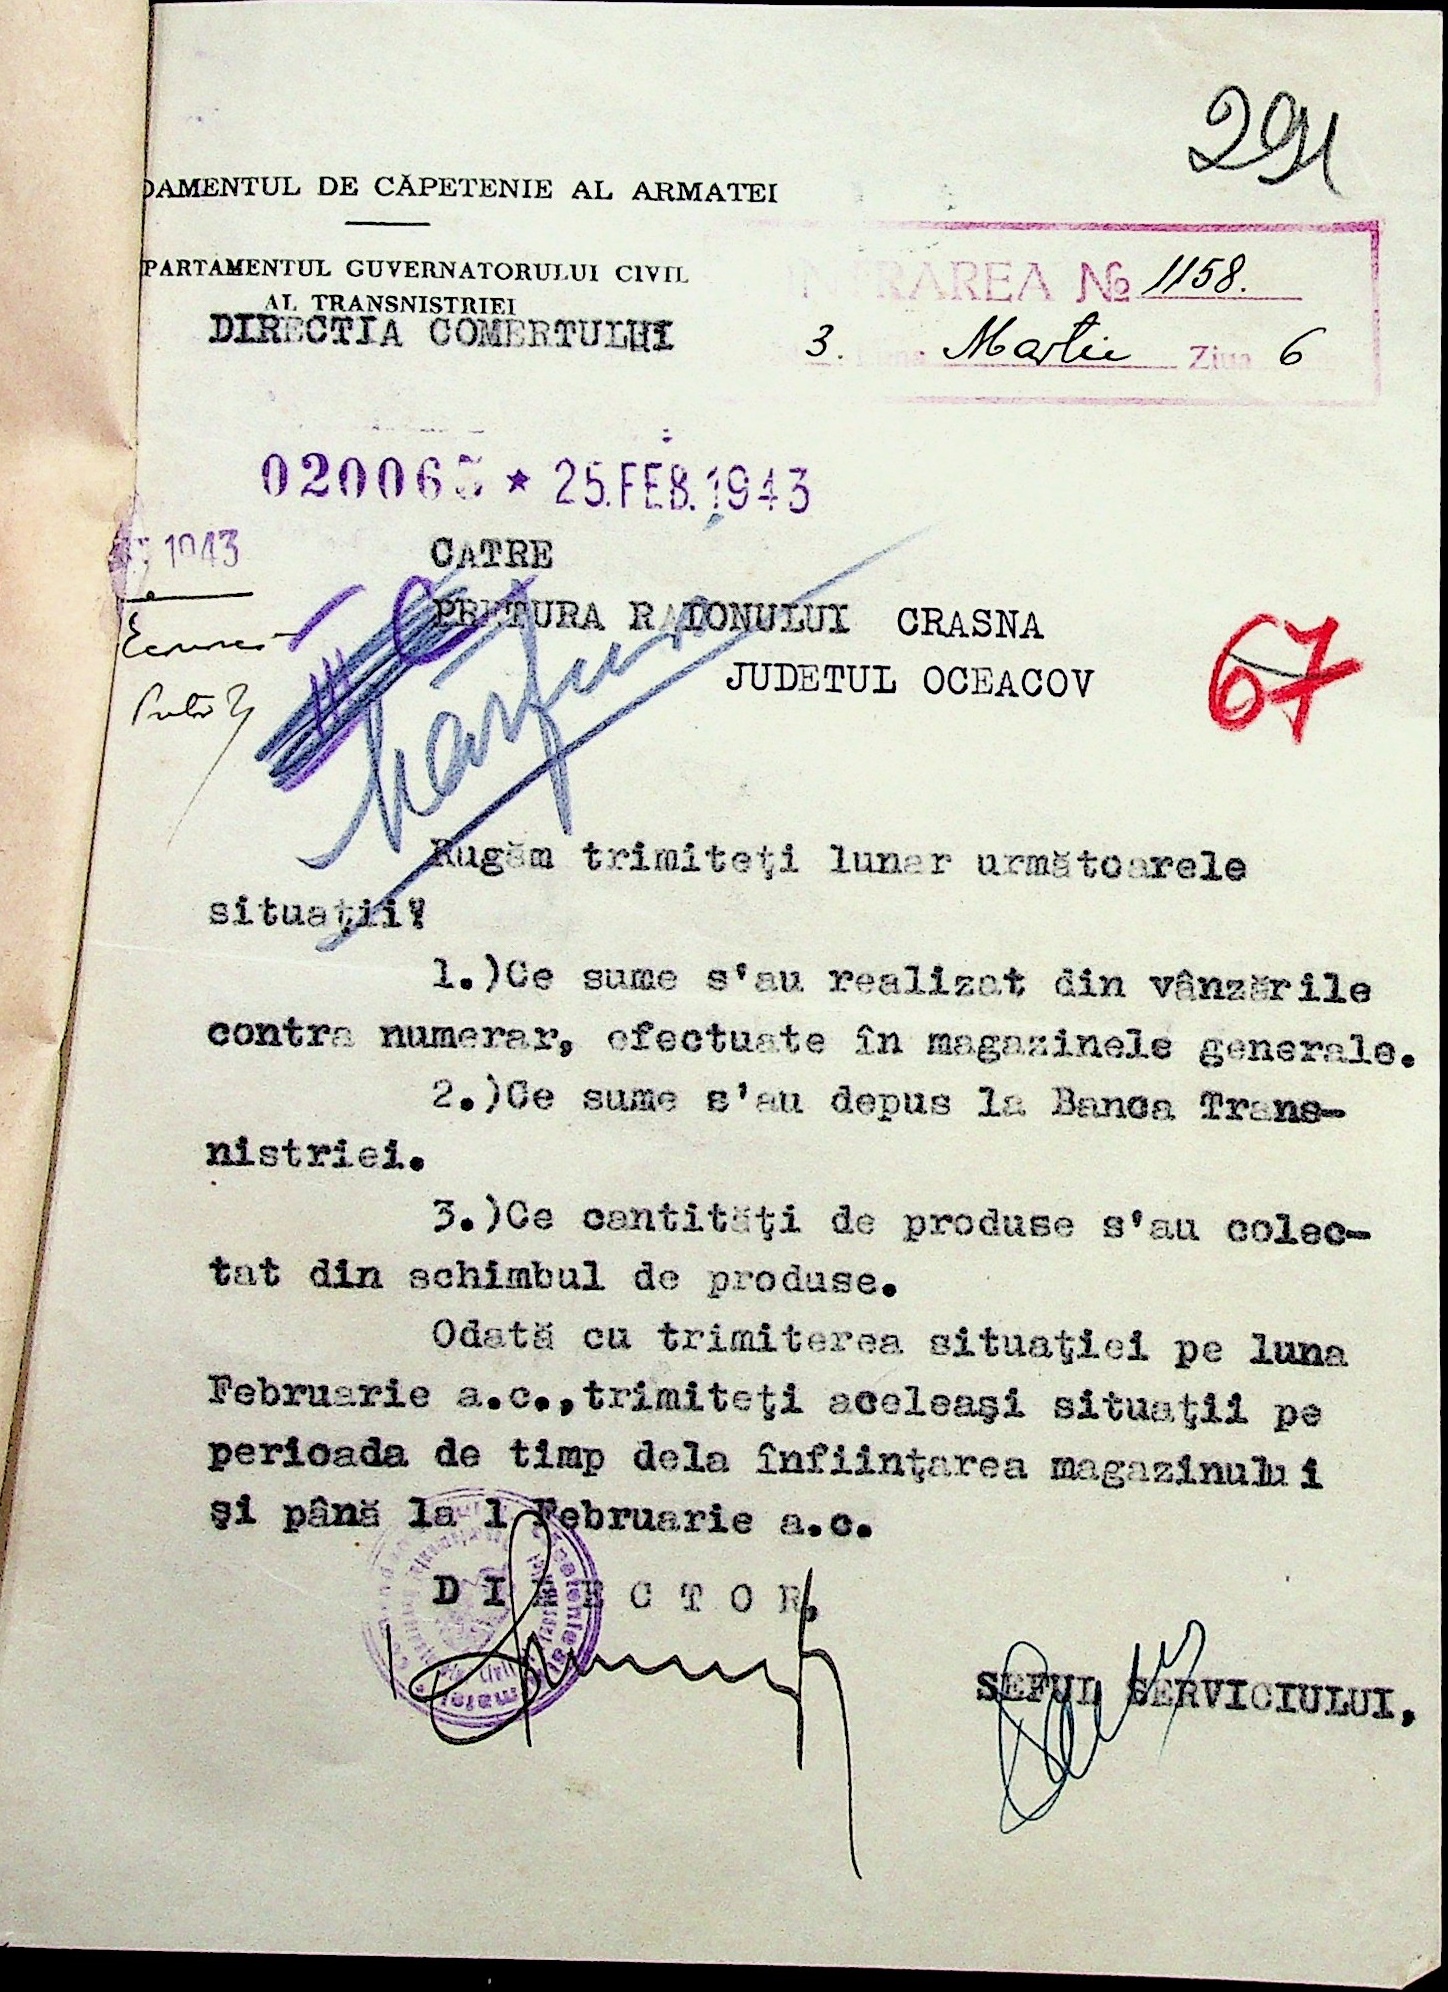 291
DAMENTUL DE CĂPETENIE AL ARMATEI
PARTAMENTUL GUVERNATORULUI CIVIL
AL TRANSNISTRIEI
DIRECTIA COMERTULUI
INTRAREA № 1158.
3. Luna Martie Ziua 6
02006 * 25.FEB.1943
1943
CATRE
PRETURA RAIONULUI CRASNA
JUDETUL OCEACOV
67
Rugăm trimiteţi lunar următoarele
situaţii:
1.)Ce sume s'au realizat din vânzările
contra numerar, efectuate în magazinele generale.
2.)Ce sume s'au depus la Banca Trans-
nistriei.
3.)Ce cantităţi de produse s'au colec-
tat din schimbul de produse.
Odată cu trimiterea situaţiei pe luna
Februarie a.c.,trimiteţi aceleaşi situaţii pe
perioada de timp dela înfiinţarea magazinului
şi până la 1 Februarie a.c.
DIRECTOR,
SEFUL SERVICIULUI,